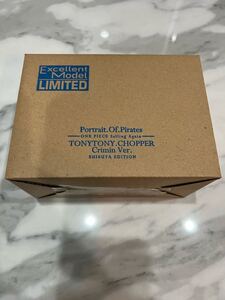 Excellent
Model
LIMITED
Portrait.Of.Pirates
ONE PIECE Sailing Again
TONYTONY.CHOPPER
Crimin Ver.
SHIBUYA EDITION